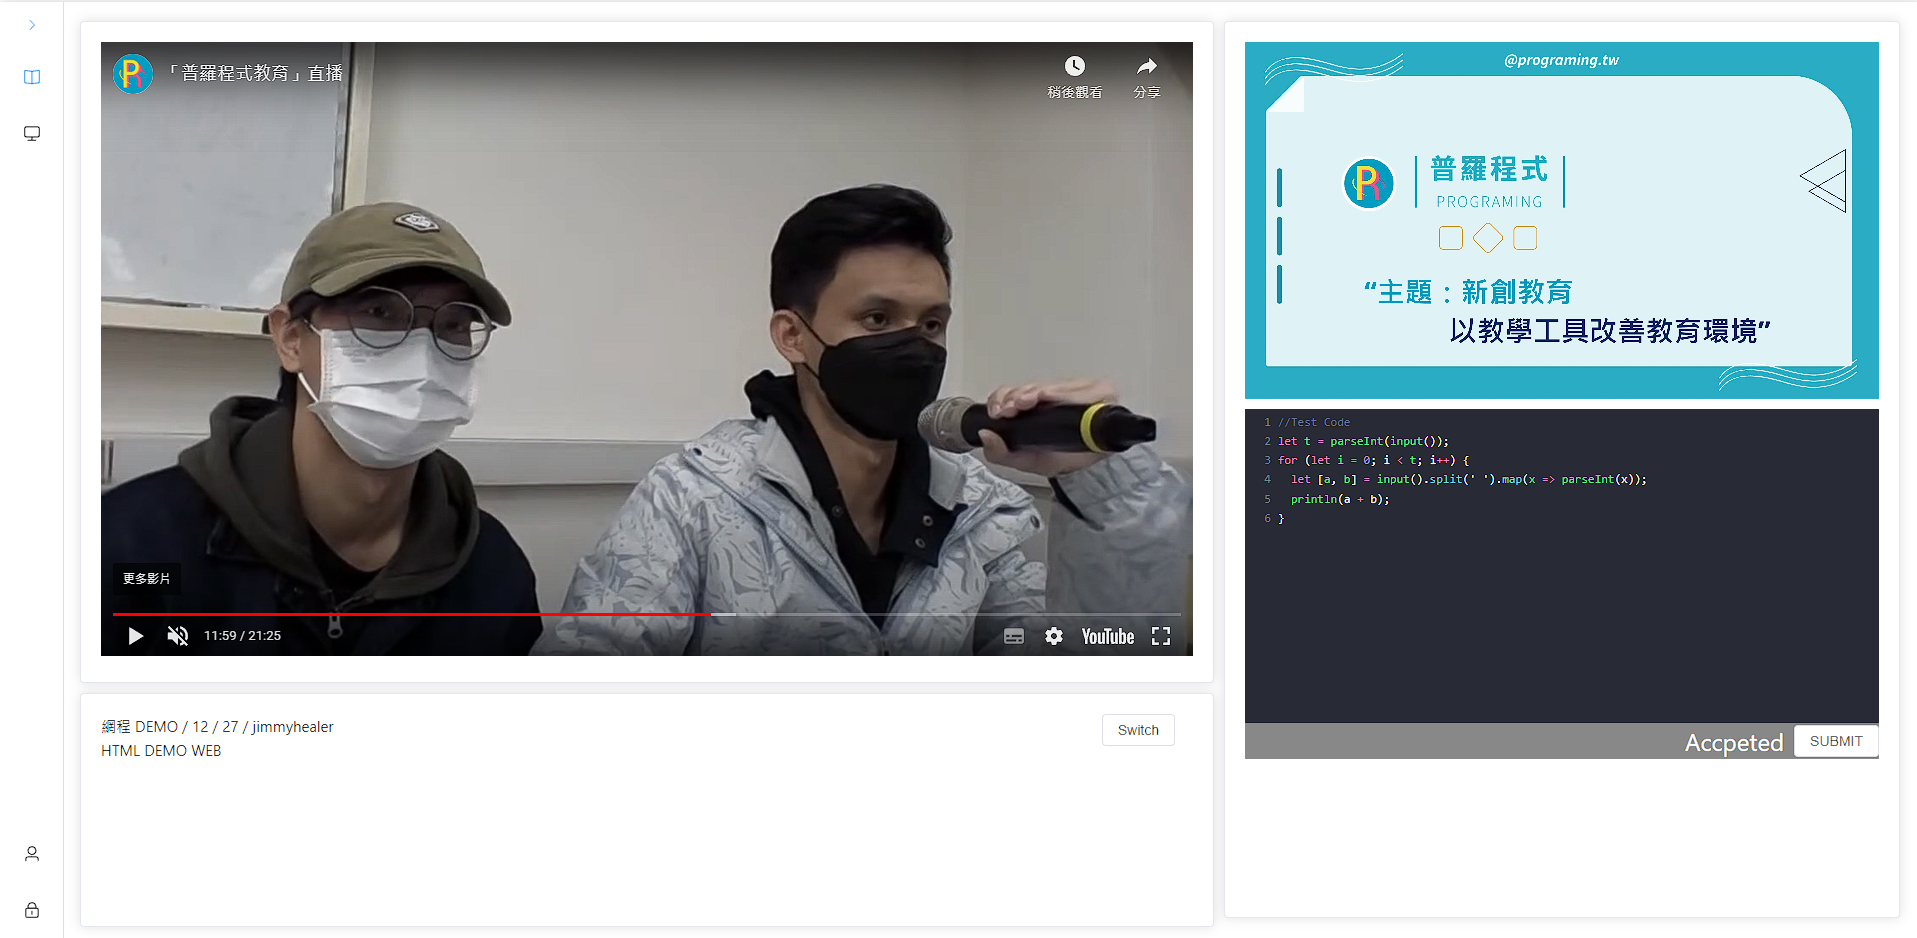 「普羅程式教育」直播
稍後觀看
分享
更多影片
11:59 / 21:25
YouTube
網程 DEMO / 12 / 27 / jimmyhealer
HTML DEMO WEB
Switch
@programing.tw
普羅程式
PROGRAMING
“主題：新創教育
以教學工具改善教育環境”
1 //Test Code
2 let t = parseInt(input());
3 for (let i = 0; i < t; i++) {
4 let [a, b] = input().split(' ').map(x => parseInt(x));
5 println(a + b);
6 }
Accpeted
SUBMIT